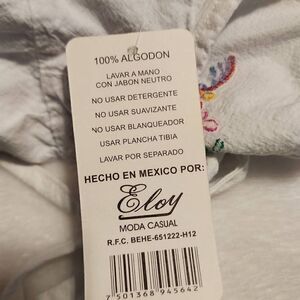 100% ALGODON
LAVAR A MANO
CON JABON NEUTRO
NO USAR DETERGENTE
NO USAR SUAVIZANTE
NO USAR BLANQUEADOR
USAR PLANCHA TIBIA
LAVAR POR SEPARADO
HECHO EN MEXICO POR:
Eloy
MODA CASUAL
R.F.C. BEHE-651222-H12
7 501368 945642